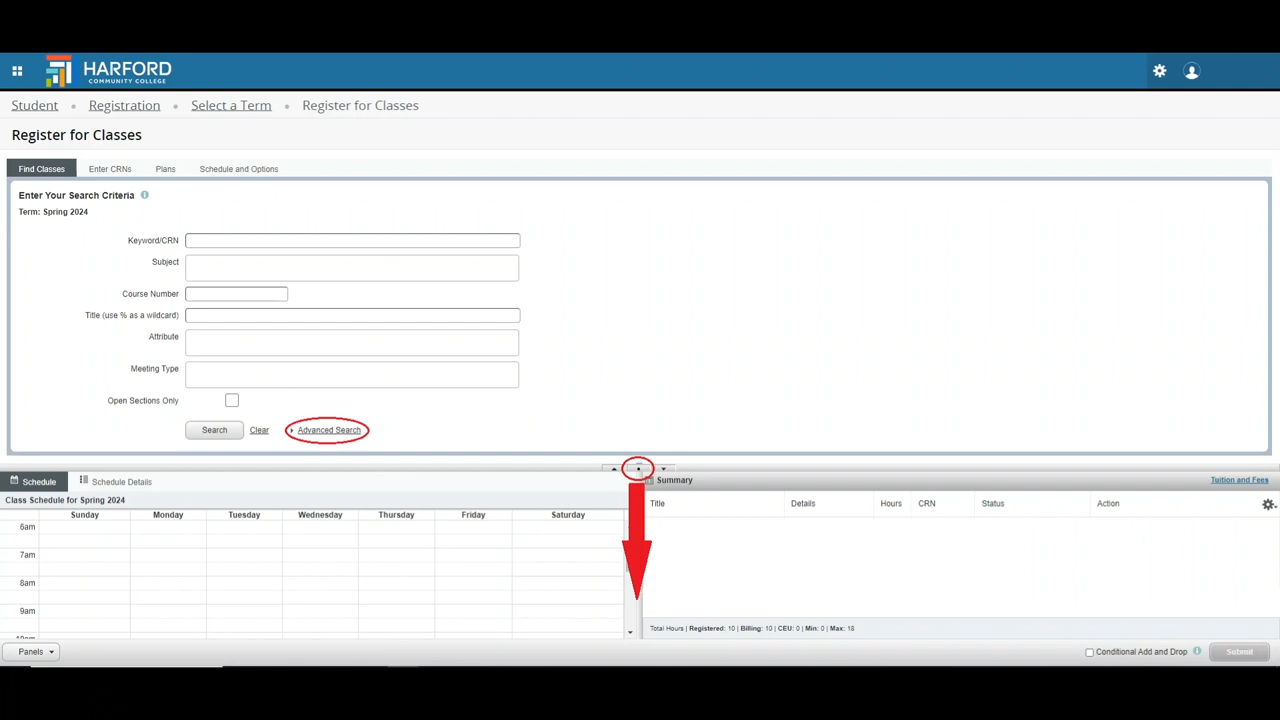 HARFORD
COMMUNITY COLLEGE
Student • Registration • Select a Term • Register for Classes
Register for Classes
Find Classes Enter CRNs Plans Schedule and Options
Enter Your Search Criteria
Term: Spring 2024
Keyword/CRN
Subject
Course Number
Title (use % as a wildcard)
Attribute
Meeting Type
Open Sections Only
Search Clear Advanced Search
Schedule Schedule Details
Class Schedule for Spring 2024
Sunday Monday Tuesday Wednesday Thursday Friday Saturday
6am
7am
8am
9am
10am
Summary Tuition and Fees
Title Details Hours CRN Status Action
Total Hours | Registered: 10 | Billing: 10 | CEU: 0 | Min: 0 | Max: 18
Panels Conditional Add and Drop Submit